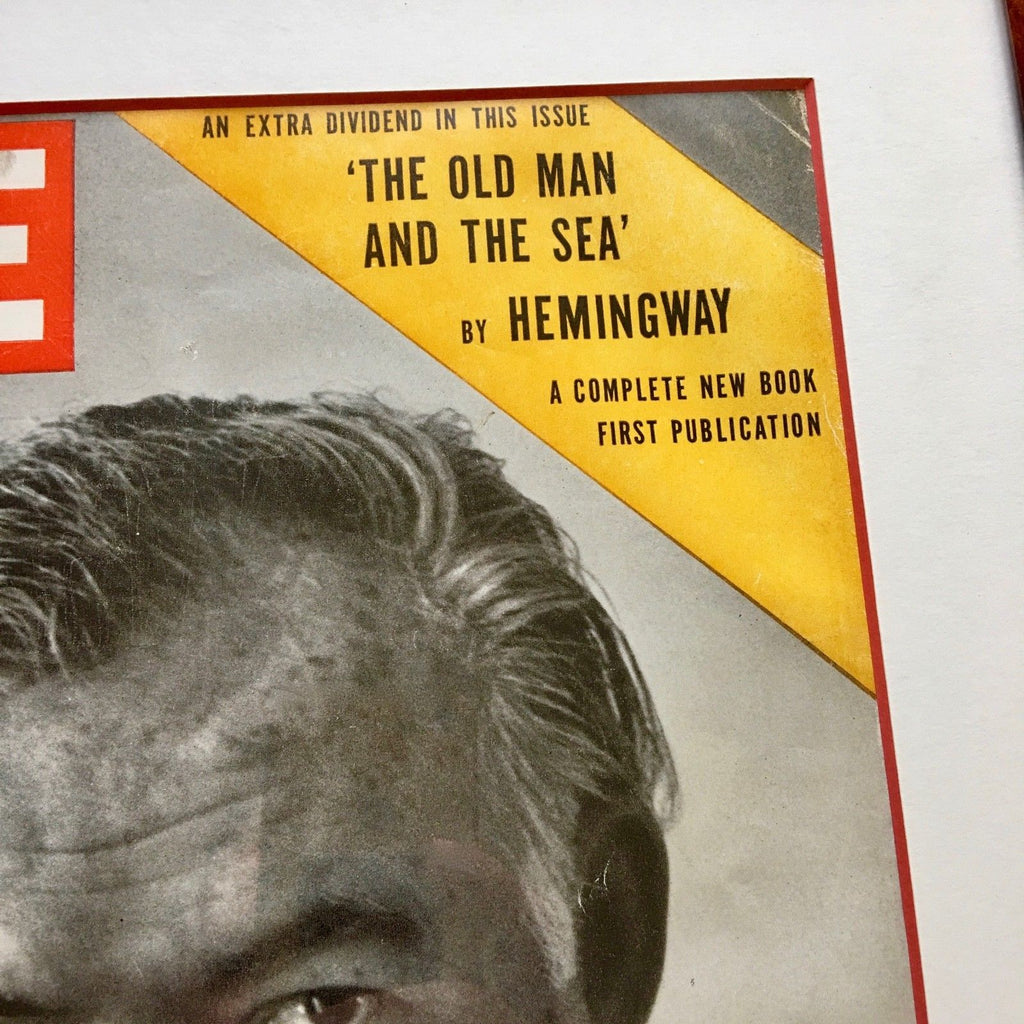 E
AN EXTRA DIVIDEND IN THIS ISSUE
‘THE OLD MAN
AND THE SEA’
BY HEMINGWAY
A COMPLETE NEW BOOK
FIRST PUBLICATION